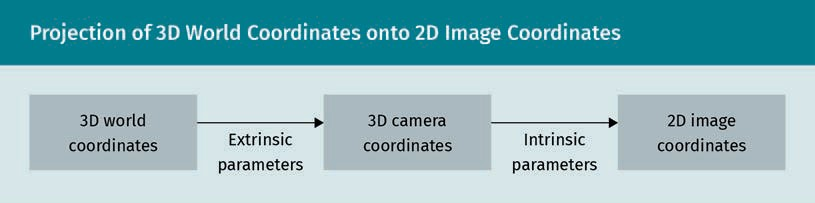 Projection of 3D World Coordinates onto 2D Image Coordinates
3D world
coordinates
Extrinsic
parameters
3D camera
coordinates
Intrinsic
parameters
2D image
coordinates